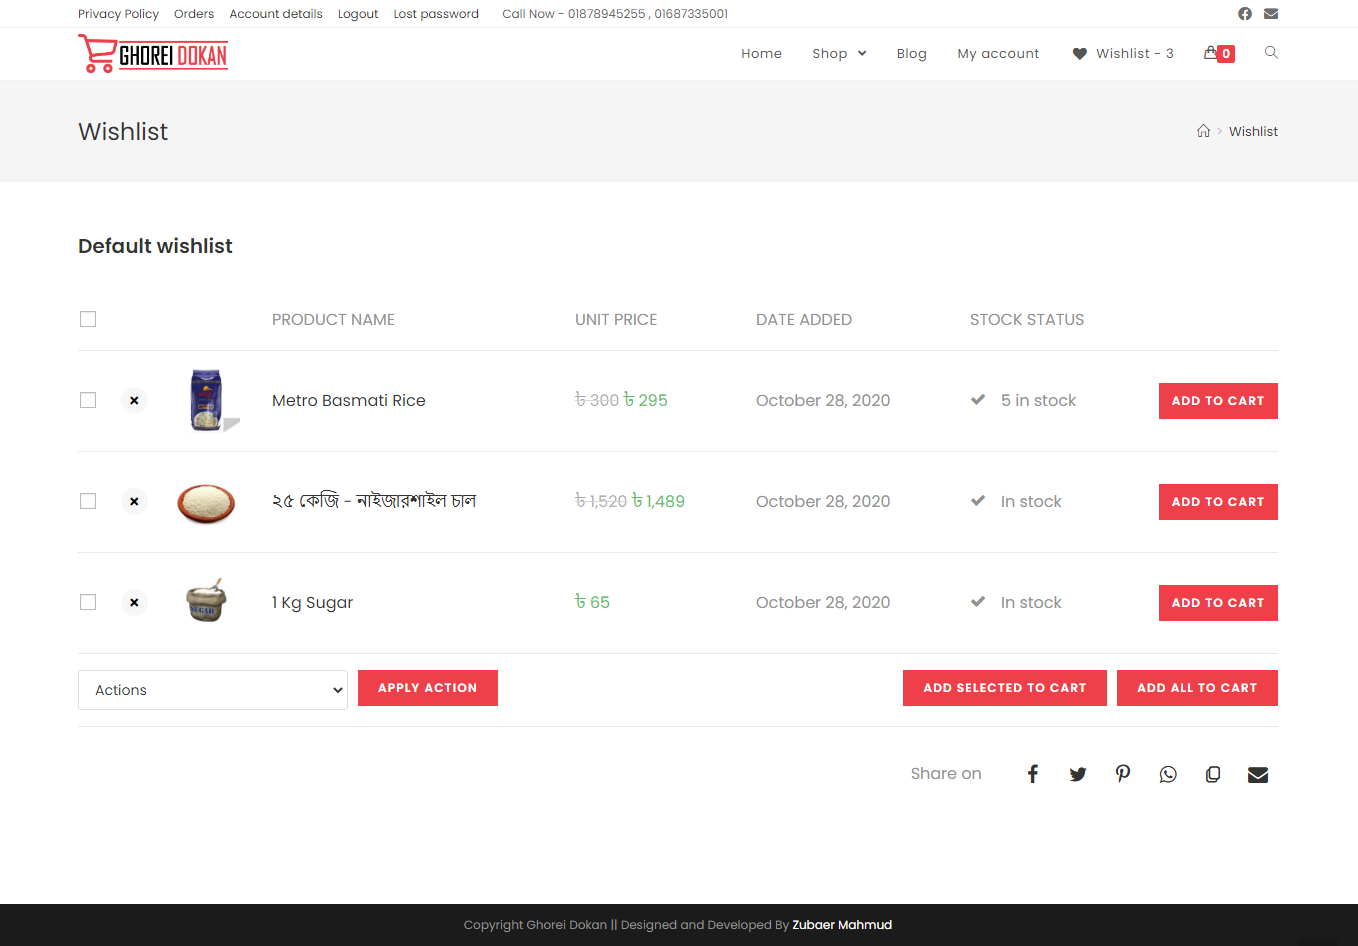 Privacy Policy Orders Account details Logout Lost password Call Now - 01878945255 , 01687335001
GHOREI DOKAN
Home Shop Blog My account Wishlist - 3 0
Wishlist
> Wishlist
Default wishlist
PRODUCT NAME UNIT PRICE DATE ADDED STOCK STATUS
Metro Basmati Rice ৳ 300 ৳ 295 October 28, 2020 5 in stock ADD TO CART
২৫ কেজি - নাইজারশাইল চাল ৳ 1,520 ৳ 1,489 October 28, 2020 In stock ADD TO CART
SUGAR
1 Kg Sugar ৳ 65 October 28, 2020 In stock ADD TO CART
Actions APPLY ACTION ADD SELECTED TO CART ADD ALL TO CART
Share on
Copyright Ghorei Dokan || Designed and Developed By Zubaer Mahmud